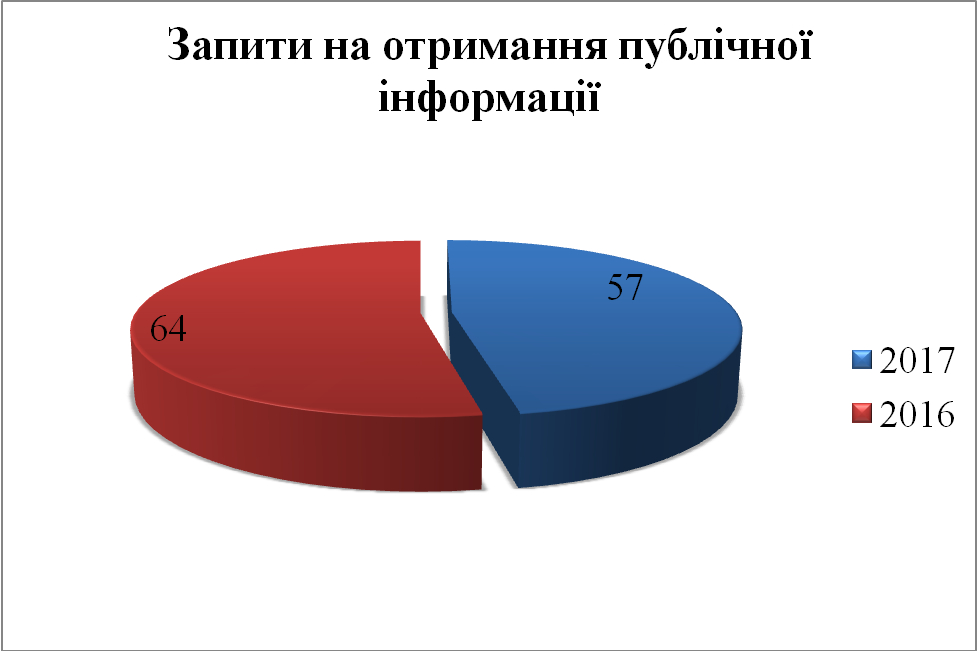 Запити на отримання публічної
інформації
57
64
2017
2016